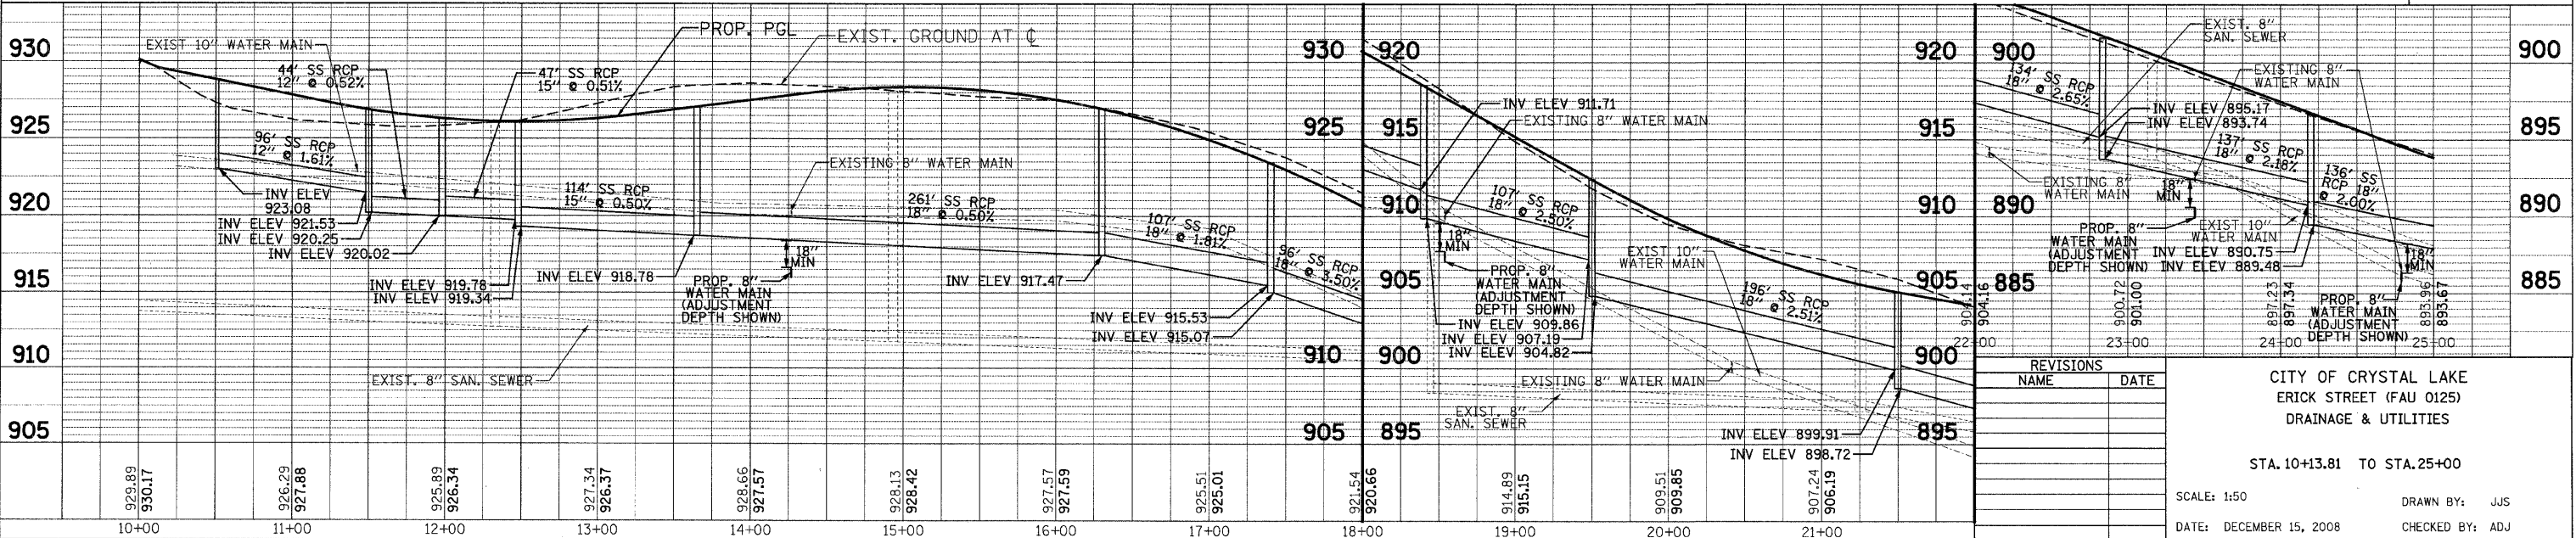 930
925
920
915
910
905
EXIST 10" WATER MAIN
44' SS RCP
12" @ 0.52%
47' SS RCP
15" @ 0.51%
PROP. PGL
EXIST. GROUND AT ℄
96' SS RCP
12" @ 1.61%
INV ELEV
923.08
INV ELEV 921.53
INV ELEV 920.25
INV ELEV 920.02
INV ELEV 919.78
INV ELEV 919.34
114' SS RCP
15" @ 0.50%
INV ELEV 918.78
EXISTING 8" WATER MAIN
18"
MIN
PROP. 8"
WATER MAIN
(ADJUSTMENT
DEPTH SHOWN)
261' SS RCP
18" @ 0.50%
INV ELEV 917.47
107' SS RCP
18" @ 1.81%
96' SS RCP
18" @ 3.50%
INV ELEV 915.53
INV ELEV 915.07
EXIST. 8" SAN. SEWER
930 920
925 915
910
905
910 900
905 895
INV ELEV 911.71
EXISTING 8" WATER MAIN
107' SS RCP
18" @ 2.50%
18"
MIN
PROP. 8"
WATER MAIN
(ADJUSTMENT
DEPTH SHOWN)
INV ELEV 909.86
INV ELEV 907.19
INV ELEV 904.82
EXISTING 8" WATER MAIN
EXIST. 8"
SAN. SEWER
EXIST 10"
WATER MAIN
196' SS RCP
18" @ 2.51%
INV ELEV 899.91
INV ELEV 898.72
920 900
915
910 890
905 885
900
895
134' SS RCP
18" @ 2.65%
EXIST. 8"
SAN. SEWER
EXISTING 8"
WATER MAIN
INV ELEV 895.17
INV ELEV 893.74
137' SS RCP
18" @ 2.18%
136' SS
RCP 18"
@ 2.00%
EXISTING 8"
WATER MAIN
18"
MIN
PROP. 8"
WATER MAIN
(ADJUSTMENT
DEPTH SHOWN)
EXIST 10"
WATER MAIN
INV ELEV 890.75
INV ELEV 889.48
18"
MIN
PROP. 8"
WATER MAIN
(ADJUSTMENT
DEPTH SHOWN)
900
895
890
885
904.14
904.16
900.72
901.00
897.23
897.34
893.96
893.67
22+00 23+00 24+00 25+00
929.89
930.17
926.29
927.88
925.89
926.34
927.34
926.37
928.66
927.57
928.13
928.42
927.57
927.59
925.51
925.01
921.54
920.66
914.89
915.15
909.51
909.85
907.24
906.19
10+00 11+00 12+00 13+00 14+00 15+00 16+00 17+00 18+00 19+00 20+00 21+00
REVISIONS
NAME DATE
CITY OF CRYSTAL LAKE
ERICK STREET (FAU 0125)
DRAINAGE & UTILITIES
STA. 10+13.81 TO STA. 25+00
SCALE: 1:50
DRAWN BY: JJS
DATE: DECEMBER 15, 2008
CHECKED BY: ADJ